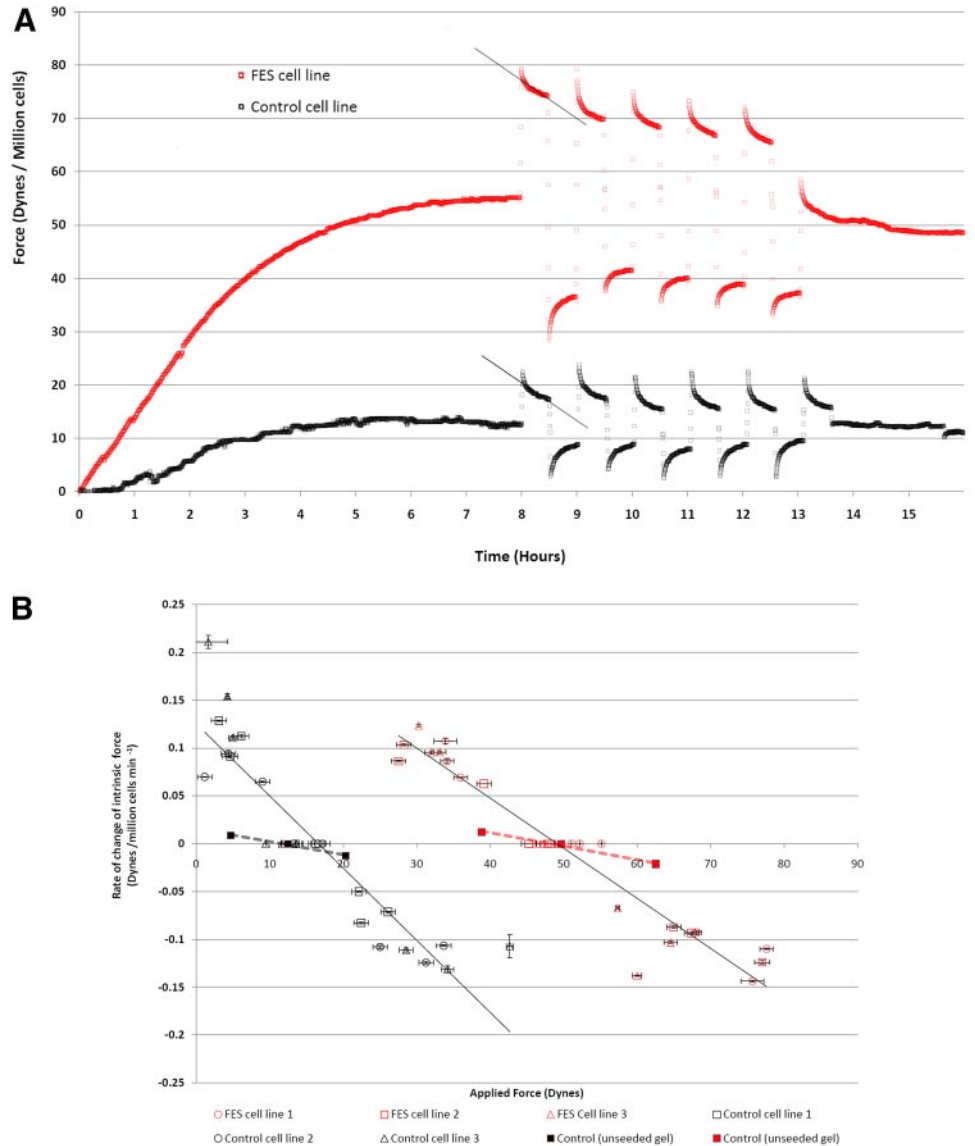 A
90
80
70
60
50
40
30
20
10
0
Force (Dynes / Million cells)
FES cell line
Control cell line
0 1 2 3 4 5 6 7 8 9 10 11 12 13 14 15
Time (Hours)
B
0.25
0.2
0.15
0.1
0.05
0
-0.05
-0.1
-0.15
-0.2
-0.25
Rate of change of intrinsic force
(Dynes /million cells min -1)
0 10 20 30 40 50 60 70 80 90
Applied Force (Dynes)
FES cell line 1 FES cell line 2 FES Cell line 3 Control cell line 1
Control cell line 2 Control cell line 3 Control (unseeded gel) Control (unseeded gel)